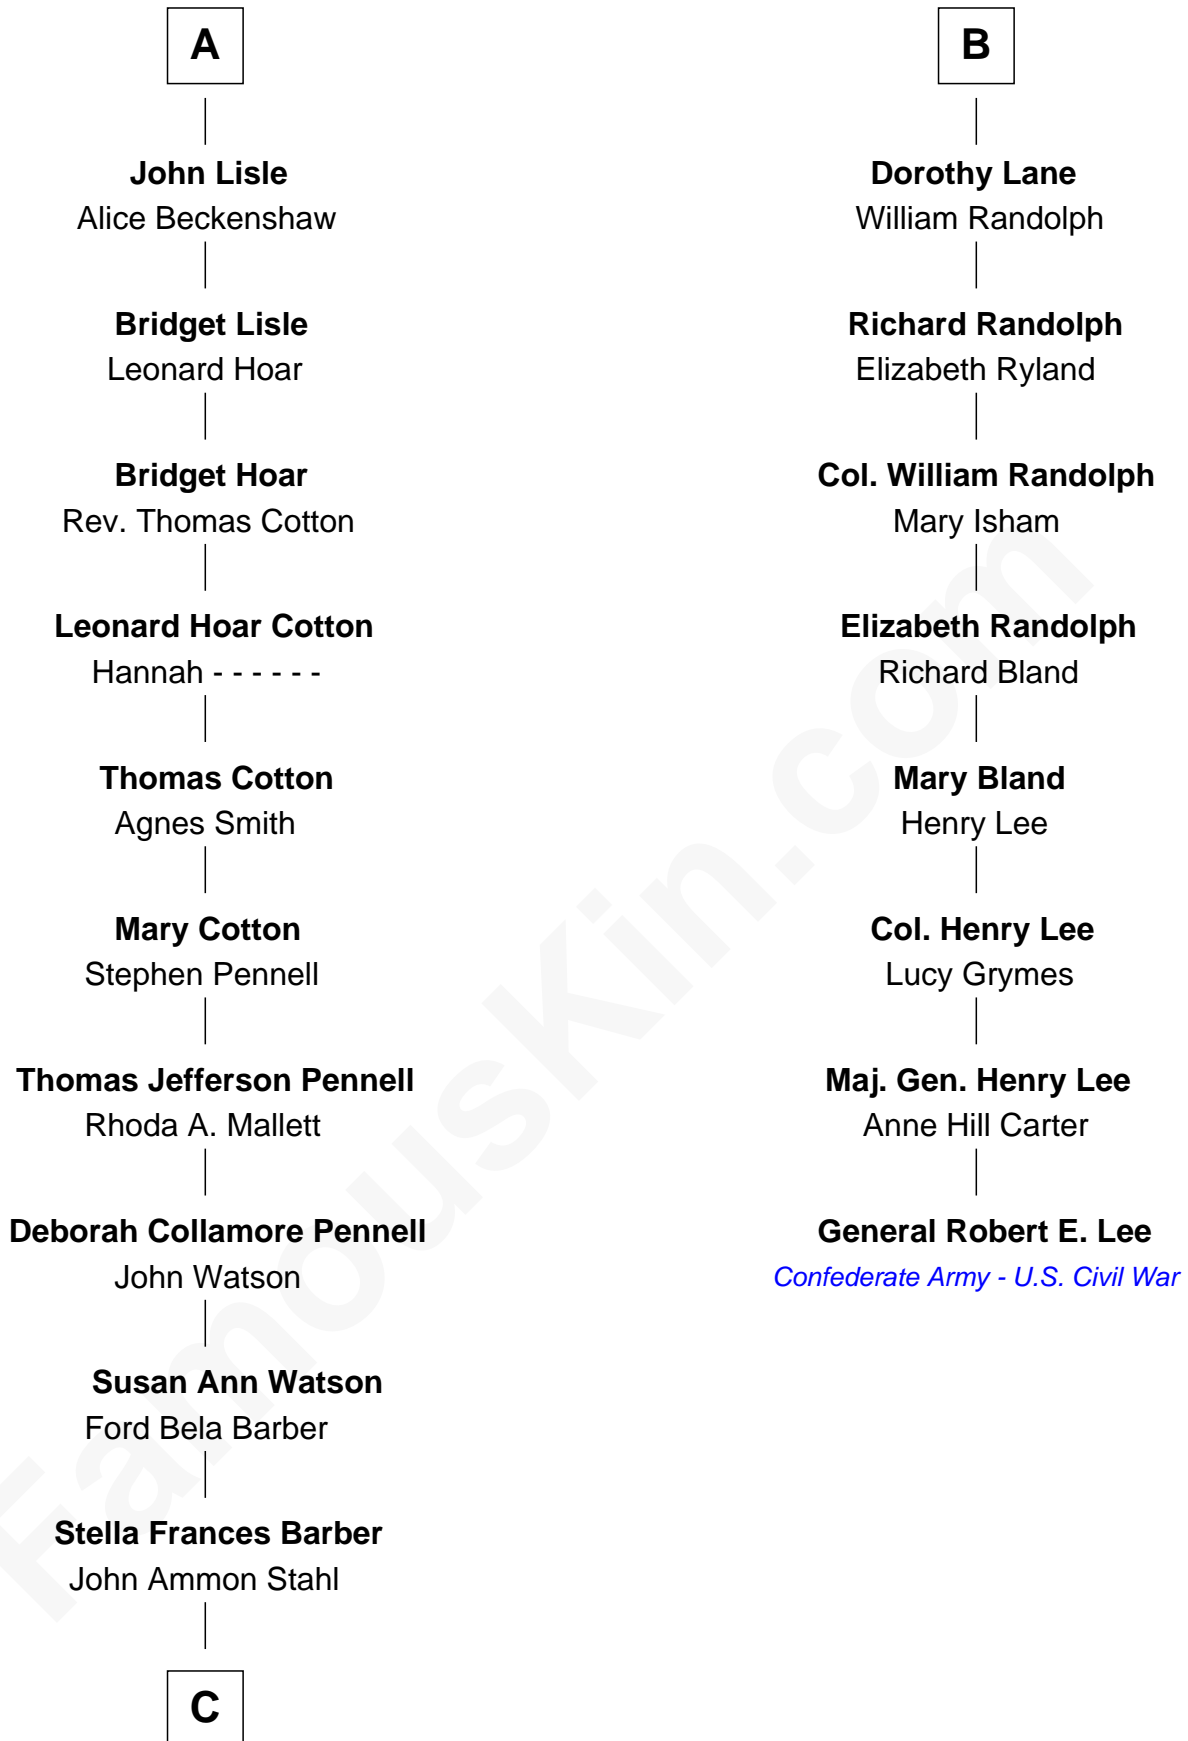 A
John Lisle
Alice Beckenshaw
Bridget Lisle
Leonard Hoar
Bridget Hoar
Rev. Thomas Cotton
Leonard Hoar Cotton
Hannah - - - - - -
Thomas Cotton
Agnes Smith
Mary Cotton
Stephen Pennell
Thomas Jefferson Pennell
Rhoda A. Mallett
Deborah Collamore Pennell
John Watson
Susan Ann Watson
Ford Bela Barber
Stella Frances Barber
John Ammon Stahl
C
B
Dorothy Lane
William Randolph
Richard Randolph
Elizabeth Ryland
Col. William Randolph
Mary Isham
Elizabeth Randolph
Richard Bland
Mary Bland
Henry Lee
Col. Henry Lee
Lucy Grymes
Maj. Gen. Henry Lee
Anne Hill Carter
General Robert E. Lee
Confederate Army - U.S. Civil War
FamousKin.com